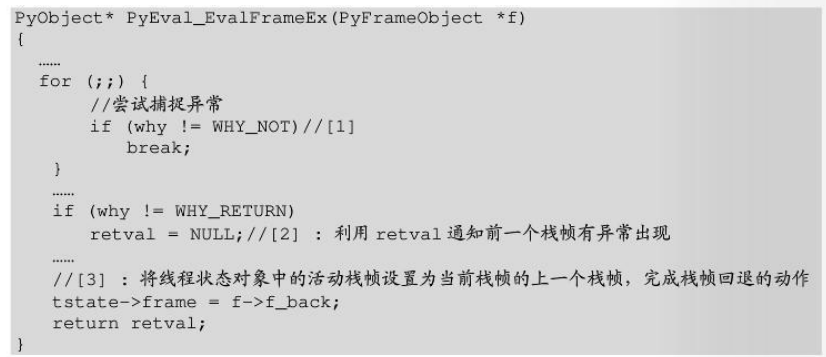 PyObject* PyEval_EvalFrameEx(PyFrameObject *f)
{
……
for (;;) {
//尝试捕捉异常
if (why != WHY_NOT)//[1]
break;
}
……
if (why != WHY_RETURN)
retval = NULL;//[2] : 利用 retval 通知前一个栈帧有异常出现
……
//[3] : 将线程状态对象中的活动栈帧设置为当前栈帧的上一个栈帧, 完成栈帧回退的动作
tstate->frame = f->f_back;
return retval;
}